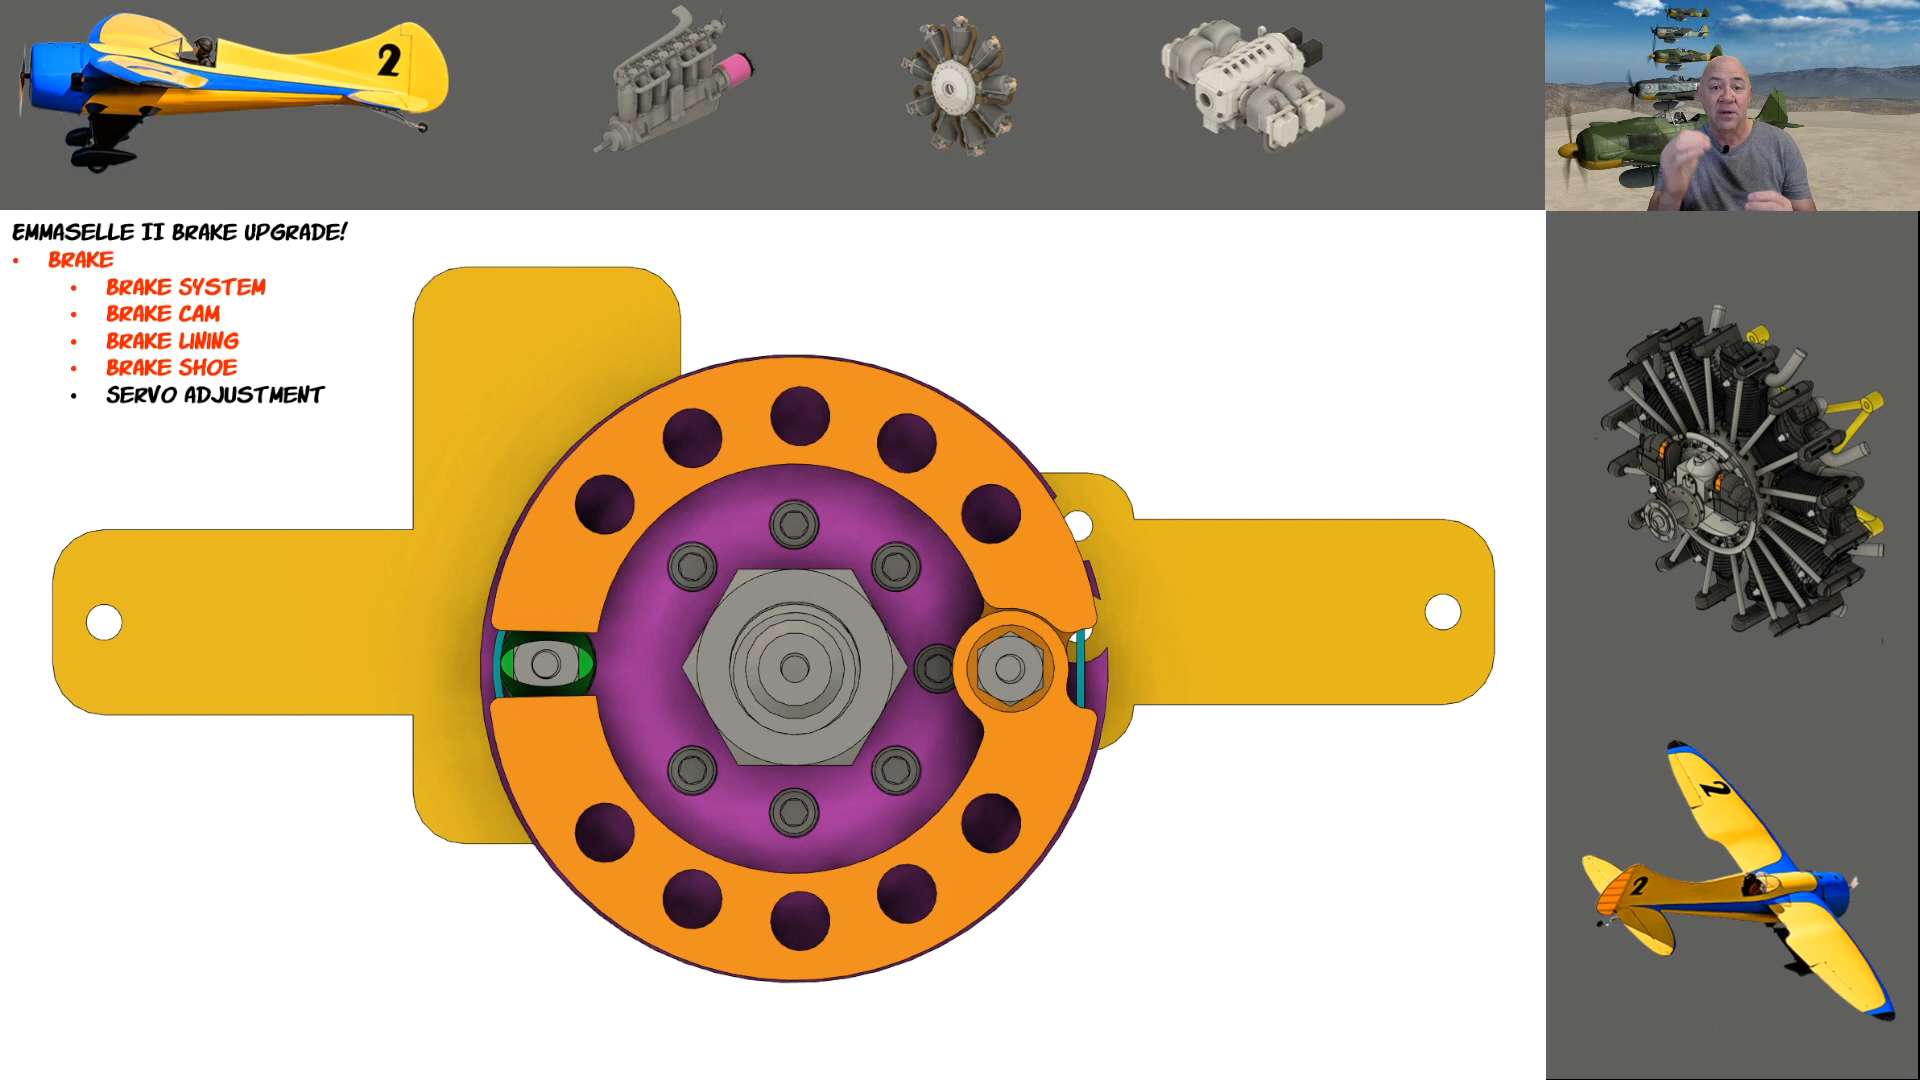 2
EMMASELLE II BRAKE UPGRADE!
• BRAKE
• BRAKE SYSTEM
• BRAKE CAM
• BRAKE LINING
• BRAKE SHOE
• SERVO ADJUSTMENT
2
2